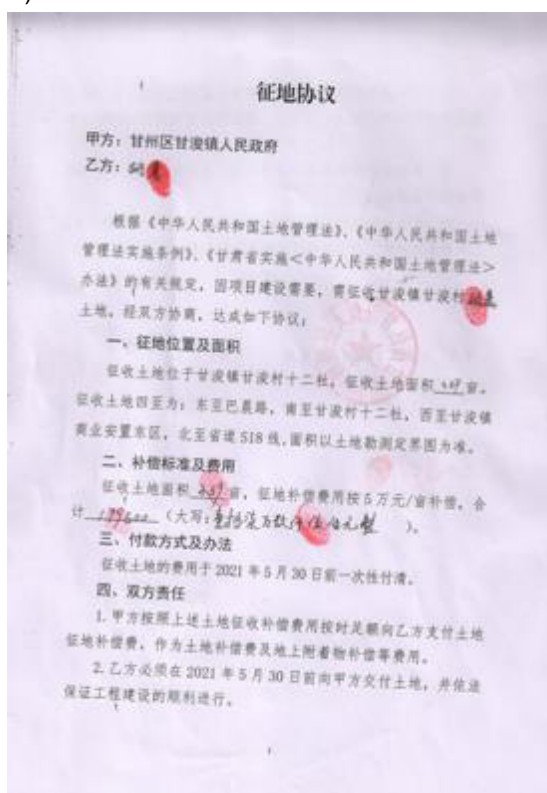 征地协议
甲方：甘州区甘浚镇人民政府
乙方：
根据《中华人民共和国土地管理法》、《中华人民共和国土地
管理法实施条例》、《甘肃省实施<中华人民共和国土地管理法>
办法》的有关规定，因项目建设需要，需征收甘浚镇甘浚村
土地，经双方协商，达成如下协议：
一、征地位置及面积
征收土地位于甘浚镇甘浚村十二社，征收土地面积 亩。
征收土地四至为：东至巴晨路，南至甘浚村十二社，西至甘浚镇
商业安置东区，北至省道 518 线，面积以土地勘测定界图为准。
二、补偿标准及费用
征收土地面积 亩，征地补偿费用按 5 万元/亩补偿，合
计 （大写： ）。
三、付款方式及办法
征收土地的费用于 2021 年 5 月 30 日前一次性付清。
四、双方责任
1.甲方按照上述土地征收补偿费用按时足额向乙方支付土地
征地补偿费，作为土地补偿费及地上附着物补偿等费用。
2.乙方必须在 2021 年 5 月 30 日前向甲方交付土地，并依法
保证工程建设的顺利进行。
1